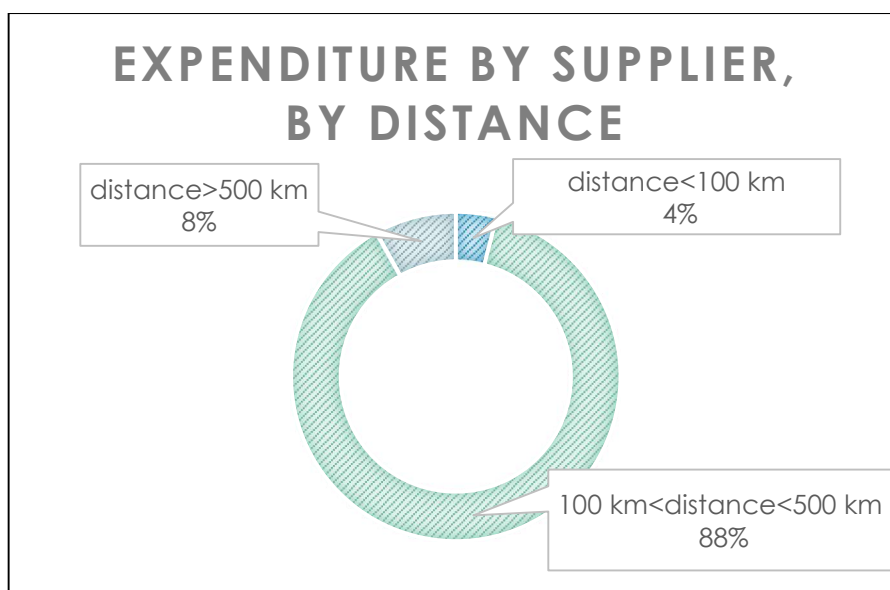 EXPENDITURE BY SUPPLIER,
BY DISTANCE
distance>500 km
8%
distance<100 km
4%
100 km<distance<500 km
88%